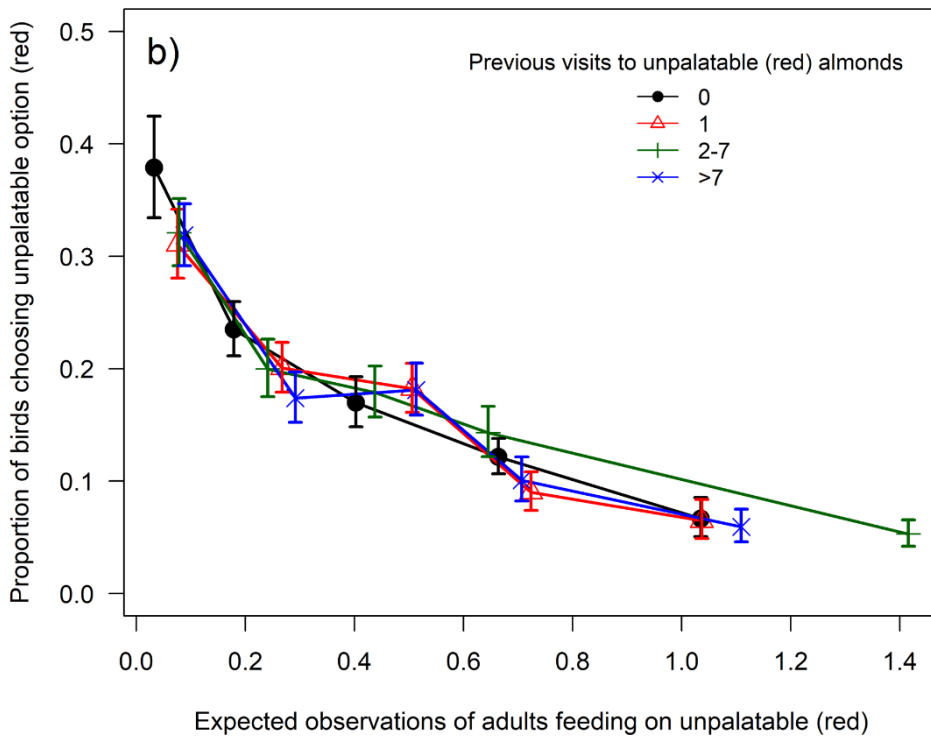 b)
Previous visits to unpalatable (red) almonds
0
1
2-7
>7
Proportion of birds choosing unpalatable option (red)
0.5
0.4
0.3
0.2
0.1
0.0
0.0 0.2 0.4 0.6 0.8 1.0 1.2 1.4
Expected observations of adults feeding on unpalatable (red)